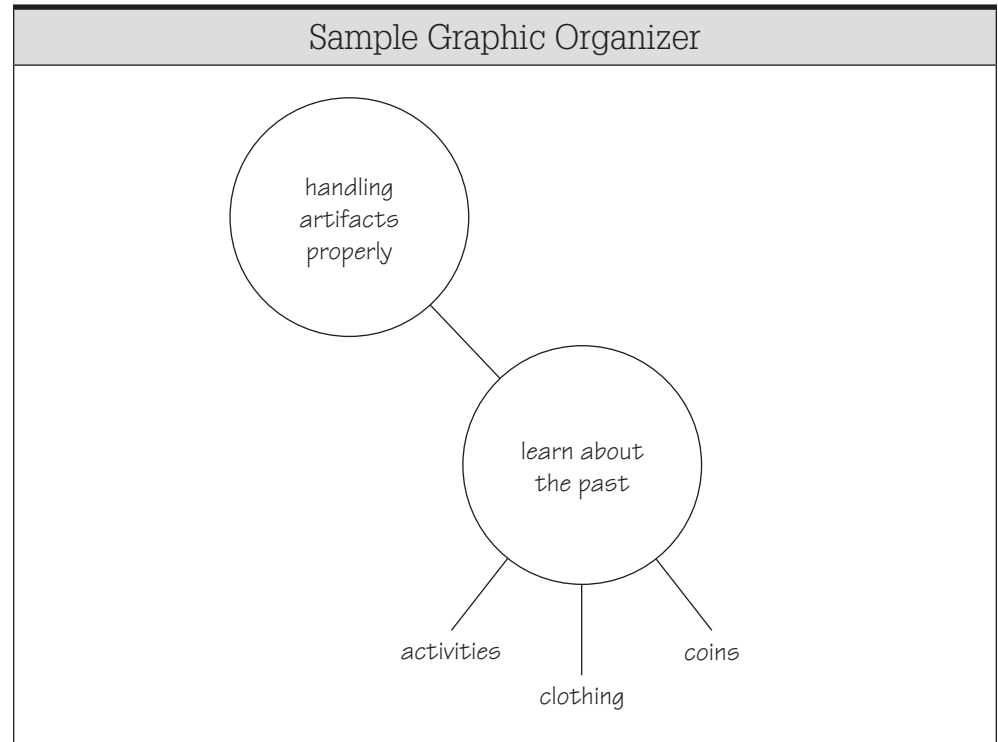 Sample Graphic Organizer
handling
artifacts
properly
learn about
the past
activities
clothing
coins